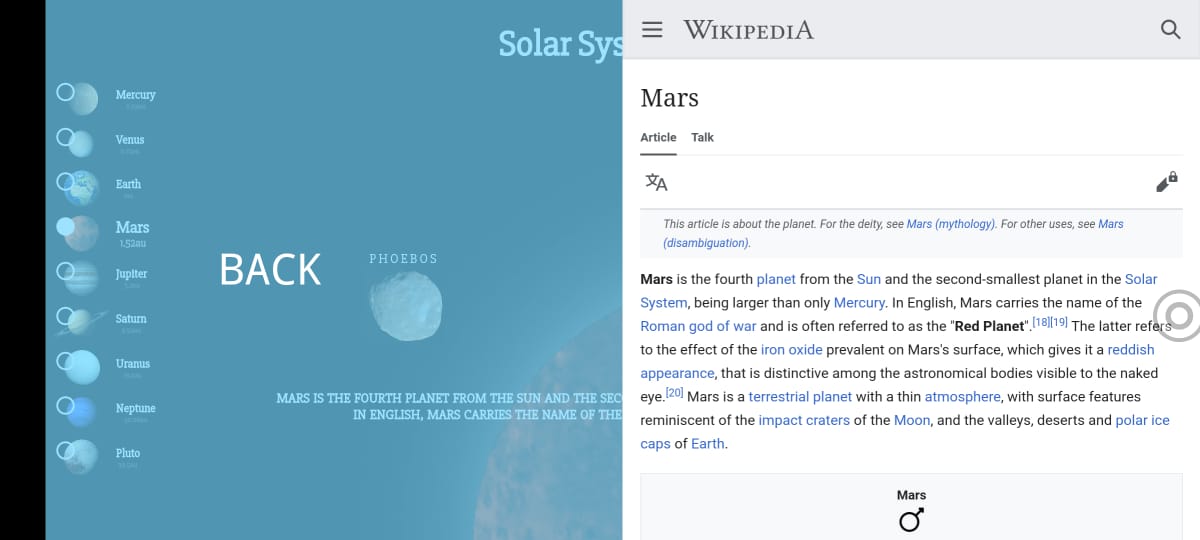 Solar Sys
Mercury
Venus
Earth
Mars
1.52au
Jupiter
Saturn
Uranus
Neptune
Pluto
BACK
PHOEBOS
MARS IS THE FOURTH PLANET FROM THE SUN AND THE SEC
IN ENGLISH, MARS CARRIES THE NAME OF THE
WIKIPEDIA
Mars
Article Talk
This article is about the planet. For the deity, see Mars (mythology). For other uses, see Mars
(disambiguation).
Mars is the fourth planet from the Sun and the second-smallest planet in the Solar
System, being larger than only Mercury. In English, Mars carries the name of the
Roman god of war and is often referred to as the "Red Planet".[18][19] The latter refers
to the effect of the iron oxide prevalent on Mars's surface, which gives it a reddish
appearance, that is distinctive among the astronomical bodies visible to the naked
eye.[20] Mars is a terrestrial planet with a thin atmosphere, with surface features
reminiscent of the impact craters of the Moon, and the valleys, deserts and polar ice
caps of Earth.
Mars